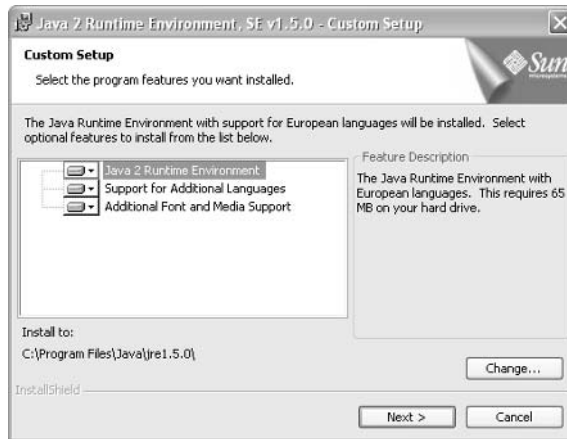 Java 2 Runtime Environment, SE v1.5.0 - Custom Setup
Custom Setup
Select the program features you want installed.
Sun
microsystems
The Java Runtime Environment with support for European languages will be installed. Select
optional features to install from the list below.
Java 2 Runtime Environment
Support for Additional Languages
Additional Font and Media Support
Feature Description
The Java Runtime Environment with
European languages. This requires 65
MB on your hard drive.
Install to:
C:\Program Files\Java\jre1.5.0\
Change...
InstallShield
Next >
Cancel